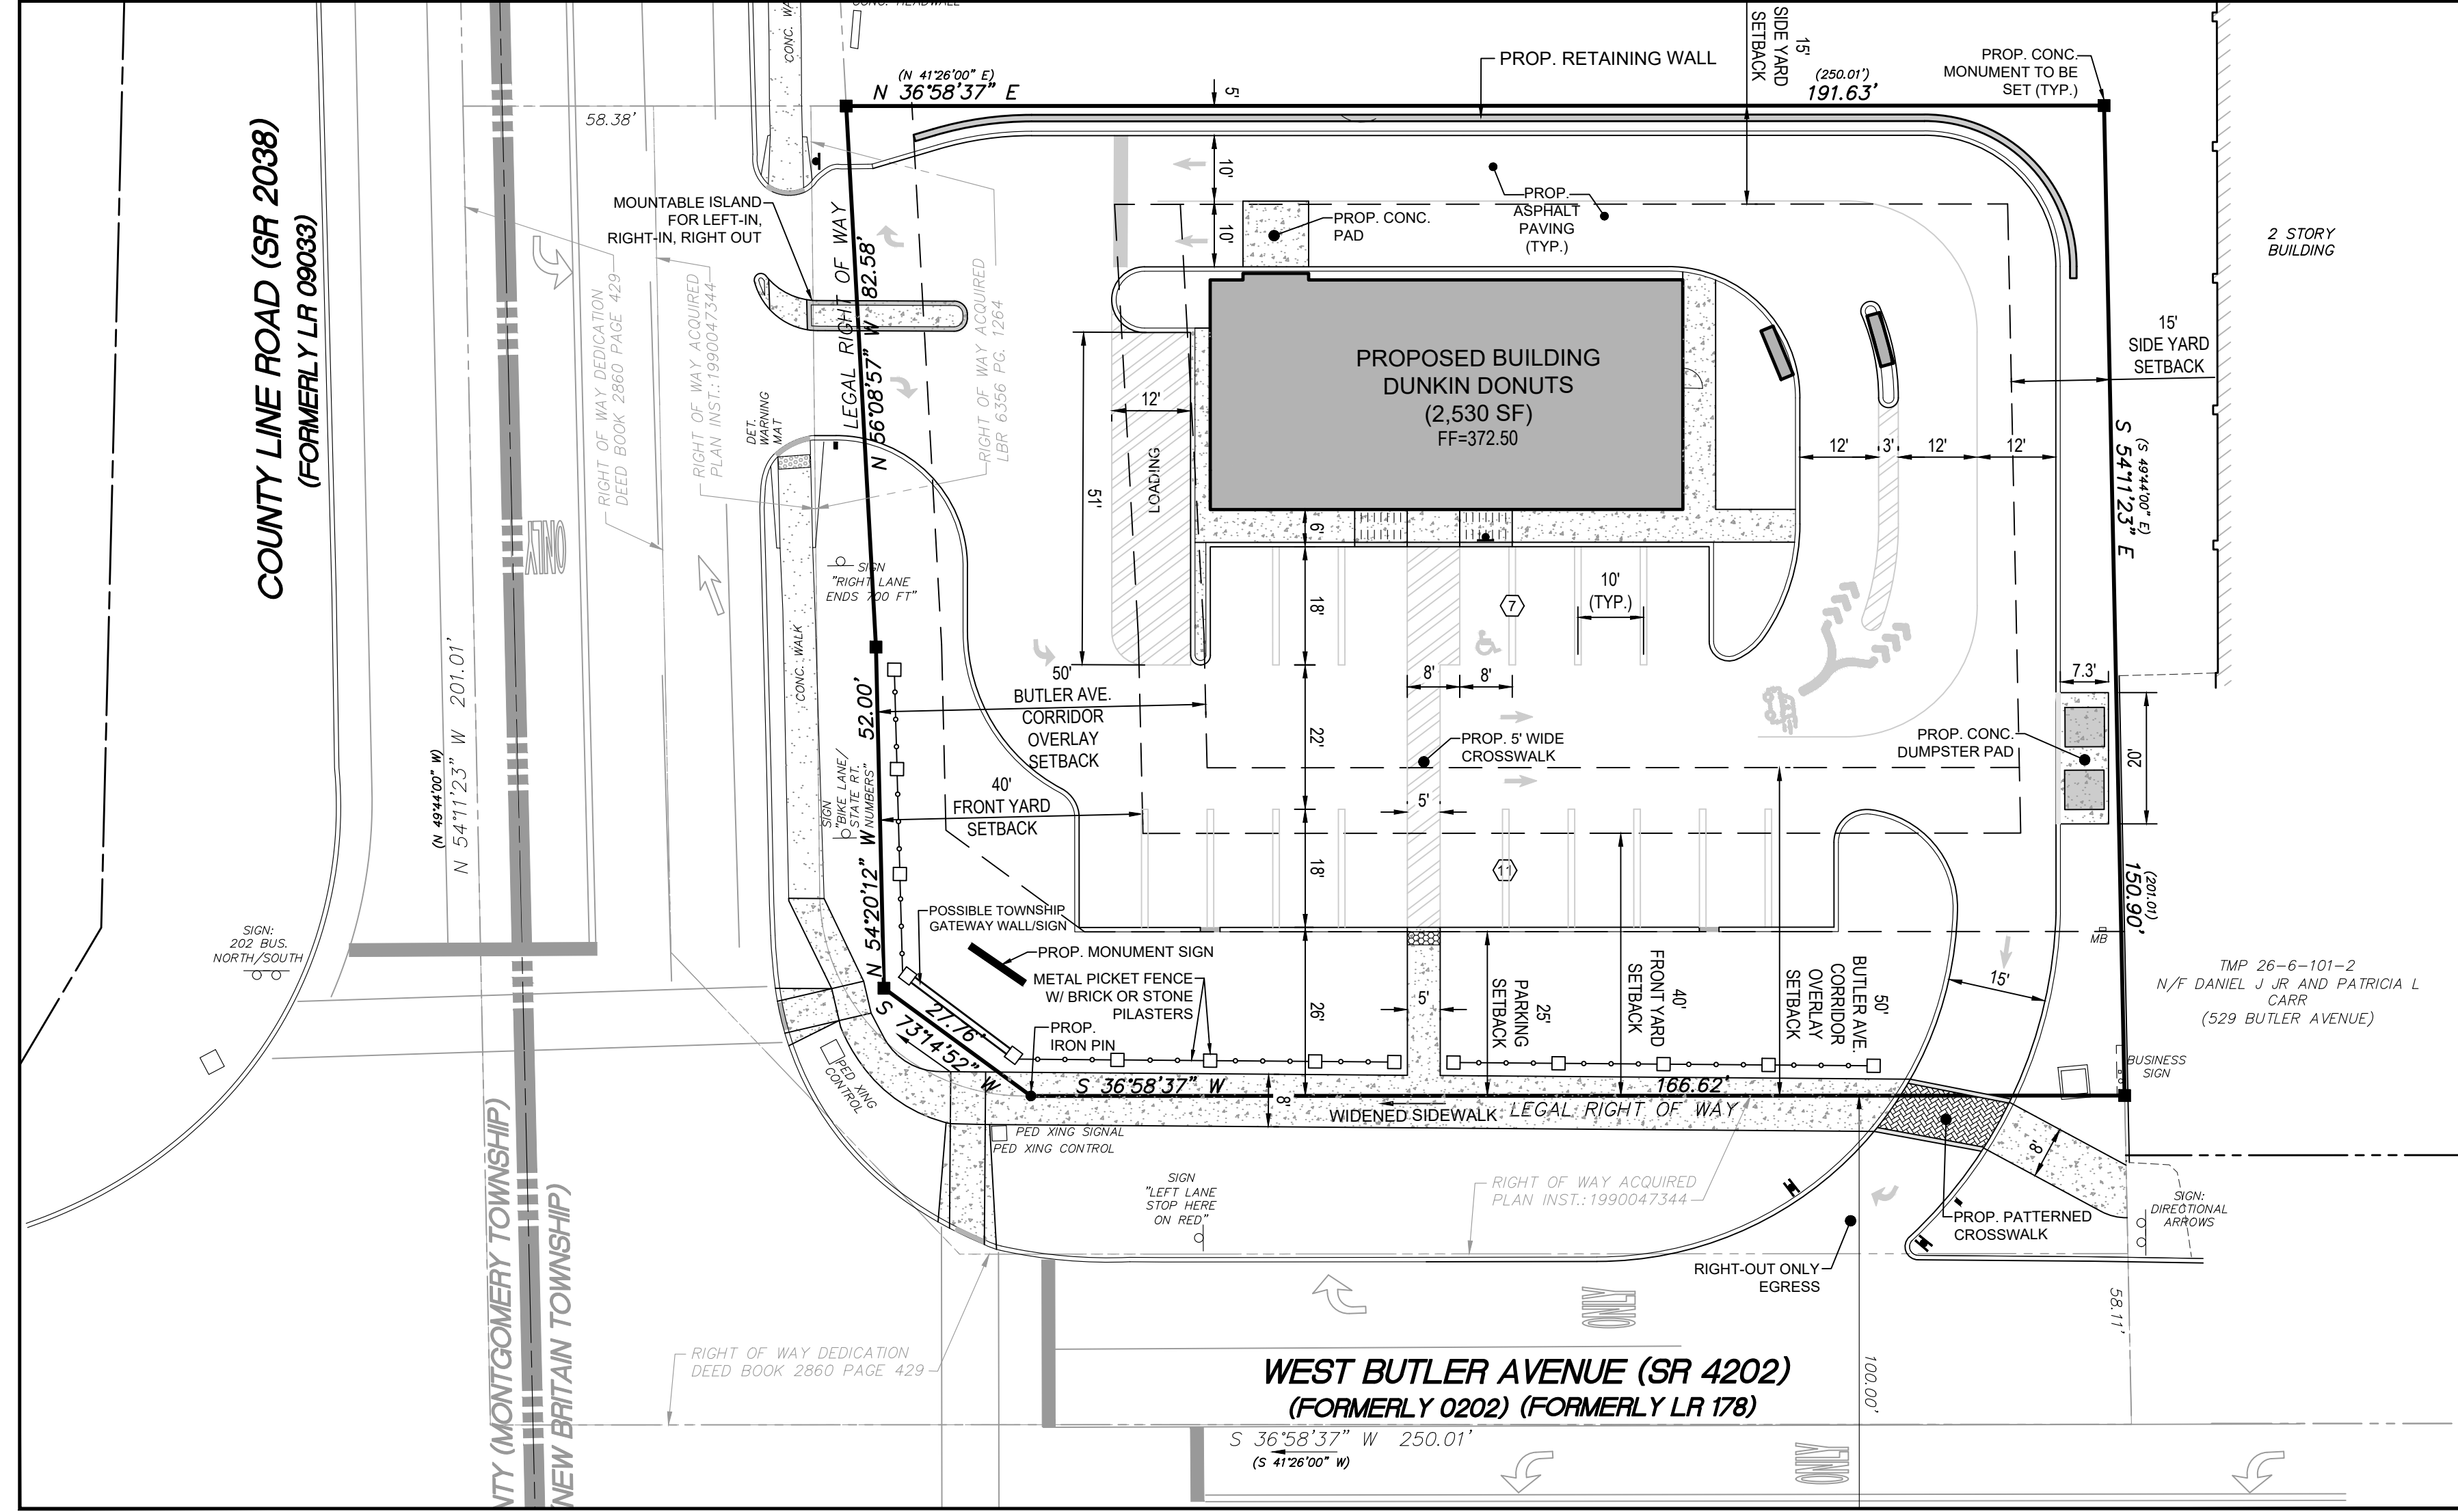 CONC. HEADWALL
CONC. WA
15'
SIDE YARD
SETBACK
PROP. RETAINING WALL
PROP. CONC.
MONUMENT TO BE
SET (TYP.)
(N 41°26'00" E)
N 36°58'37" E
5'
(250.01')
191.63'
58.38'
COUNTY LINE ROAD (SR 2038)
(FORMERLY LR 09033)
MOUNTABLE ISLAND
FOR LEFT-IN,
RIGHT-IN, RIGHT OUT
10'
10'
PROP. CONC.
PAD
PROP.
ASPHALT
PAVING
(TYP.)
2 STORY
BUILDING
LEGAL RIGHT OF WAY
N 56°08'57" W 82.58'
RIGHT OF WAY DEDICATION
DEED BOOK 2860 PAGE 429
RIGHT OF WAY ACQUIRED
PLAN INST.:1990047344
RIGHT OF WAY ACQUIRED
LBR 6356 PG. 1264
DET.
WARNING
MAT
12'
51'
LOADING
PROPOSED BUILDING
DUNKIN DONUTS
(2,530 SF)
FF=372.50
15'
SIDE YARD
SETBACK
12'
3'
12'
12'
(S 49°44'00" E)
S 54°11'23" E
(201.01)
150.90'
ONLY
SIGN
"RIGHT LANE
ENDS 700 FT"
6'
18'
7
10'
(TYP.)
CONC. WALK
50'
BUTLER AVE.
CORRIDOR
OVERLAY
SETBACK
8'
8'
7.3'
20'
22'
PROP. 5' WIDE
CROSSWALK
PROP. CONC.
DUMPSTER PAD
(N 49°44'00" W)
N 54°11'23" W 201.01'
SIGN
"BIKE LANE/
STATE RT.
NUMBERS"
N 54°20'12" W 52.00'
40'
FRONT YARD
SETBACK
5'
18'
11
SIGN:
202 BUS.
NORTH/SOUTH
POSSIBLE TOWNSHIP
GATEWAY WALL/SIGN
PROP. MONUMENT SIGN
METAL PICKET FENCE
W/ BRICK OR STONE
PILASTERS
PROP.
IRON PIN
27.76'
S 73°14'52" W
26'
5'
25'
PARKING
SETBACK
40'
FRONT YARD
SETBACK
50'
BUTLER AVE.
CORRIDOR
OVERLAY
SETBACK
15'
MB
TMP 26-6-101-2
N/F DANIEL J JR AND PATRICIA L
CARR
(529 BUTLER AVENUE)
BUSINESS
SIGN
PED XING
CONTROL
S 36°58'37" W
166.62'
8'
WIDENED SIDEWALK
LEGAL RIGHT OF WAY
PED XING SIGNAL
PED XING CONTROL
8'
SIGN
"LEFT LANE
STOP HERE
ON RED"
RIGHT OF WAY ACQUIRED
PLAN INST.:1990047344
PROP. PATTERNED
CROSSWALK
SIGN:
DIRECTIONAL
ARROWS
RIGHT-OUT ONLY
EGRESS
NTY (MONTGOMERY TOWNSHIP)
NEW BRITAIN TOWNSHIP)
ONLY
58.11'
100.00'
RIGHT OF WAY DEDICATION
DEED BOOK 2860 PAGE 429
WEST BUTLER AVENUE (SR 4202)
(FORMERLY 0202) (FORMERLY LR 178)
S 36°58'37" W 250.01'
(S 41°26'00" W)
ONLY